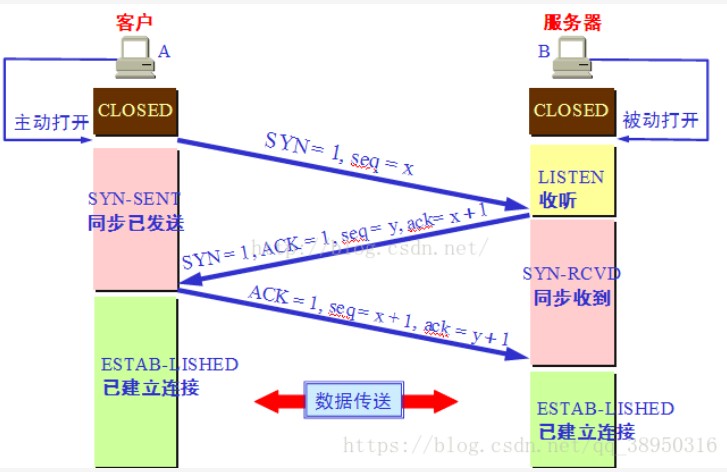 客户
服务器
A
B
CLOSED
CLOSED
主动打开
被动打开
SYN = 1, seq = x
LISTEN
收听
SYN-SENT
同步已发送
SYN = 1, ACK = 1, seq = y, ack = x + 1
http://blog.csdn.net/
SYN-RCVD
同步收到
ACK = 1, seq = x + 1, ack = y + 1
ESTAB-LISHED
已建立连接
数据传送
ESTAB-LISHED
已建立连接
https://blog.csdn.net/qq_38950316